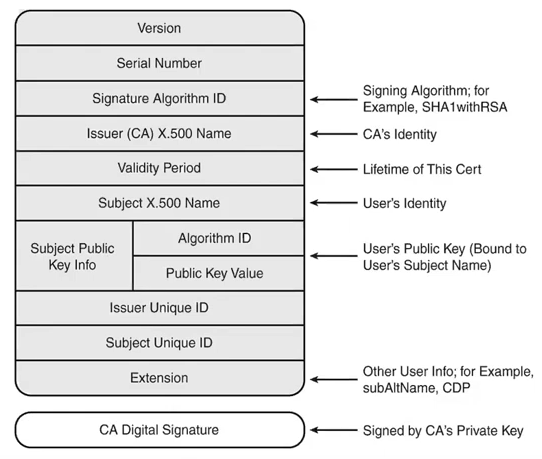 Version
Serial Number
Signature Algorithm ID
Signing Algorithm; for
Example, SHA1withRSA
Issuer (CA) X.500 Name
CA's Identity
Validity Period
Lifetime of This Cert
Subject X.500 Name
User's Identity
Subject Public
Key Info
Algorithm ID
Public Key Value
User's Public Key (Bound to
User's Subject Name)
Issuer Unique ID
Subject Unique ID
Extension
Other User Info; for Example,
subAltName, CDP
CA Digital Signature
Signed by CA's Private Key